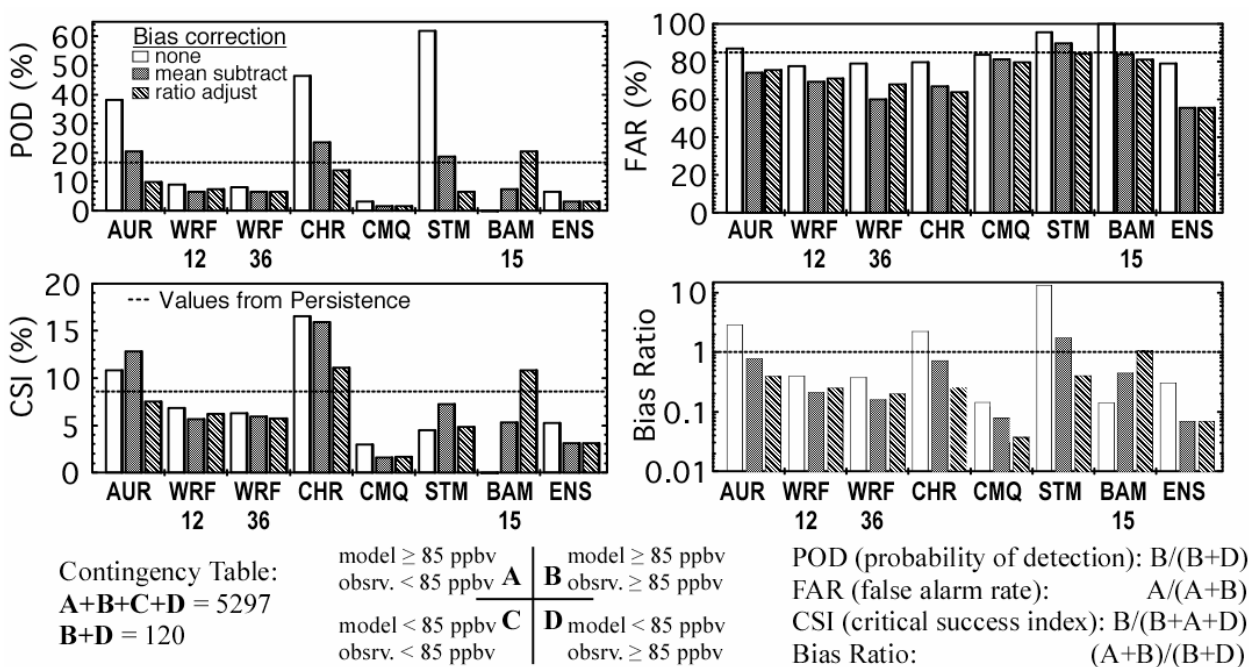 POD (%)
60
50
40
30
20
10
0
Bias correction
none
mean subtract
ratio adjust
AUR WRF WRF CHR CMQ STM BAM ENS
12 36 15
FAR (%)
100
80
60
40
20
0
AUR WRF WRF CHR CMQ STM BAM ENS
12 36 15
CSI (%)
20
15
10
5
0
--- Values from Persistence
AUR WRF WRF CHR CMQ STM BAM ENS
12 36 15
Bias Ratio
10
1
0.1
0.01
AUR WRF WRF CHR CMQ STM BAM ENS
12 36 15
Contingency Table:
A+B+C+D = 5297
B+D = 120
model ≥ 85 ppbv
obsrv. < 85 ppbv
A
B
model ≥ 85 ppbv
obsrv. ≥ 85 ppbv
model < 85 ppbv
obsrv. < 85 ppbv
C
D
model < 85 ppbv
obsrv. ≥ 85 ppbv
POD (probability of detection): B/(B+D)
FAR (false alarm rate): A/(A+B)
CSI (critical success index): B/(B+A+D)
Bias Ratio: (A+B)/(B+D)